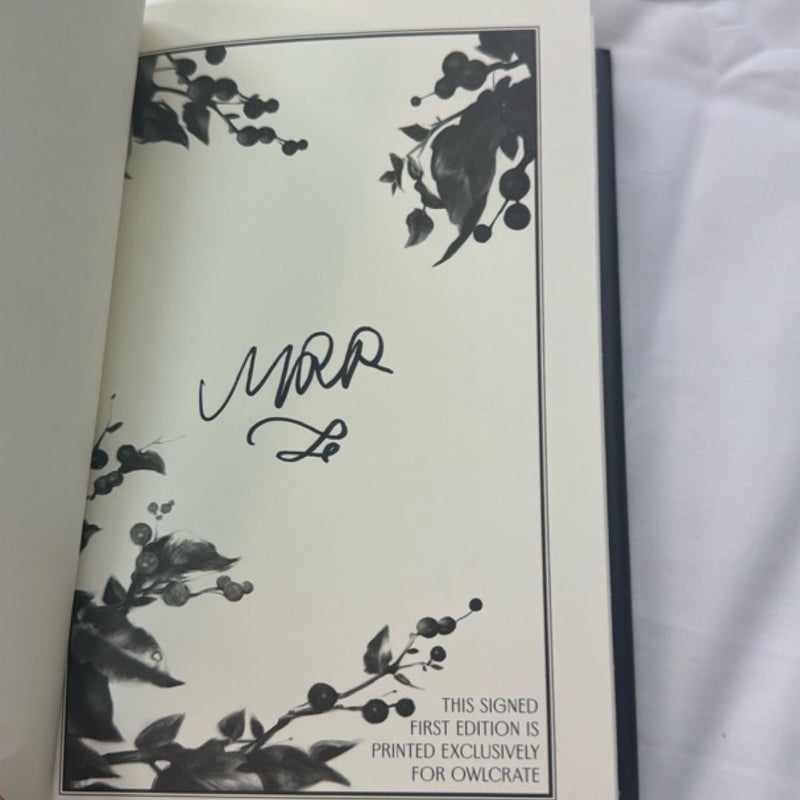 THIS SIGNED
FIRST EDITION IS
PRINTED EXCLUSIVELY
FOR OWLCRATE